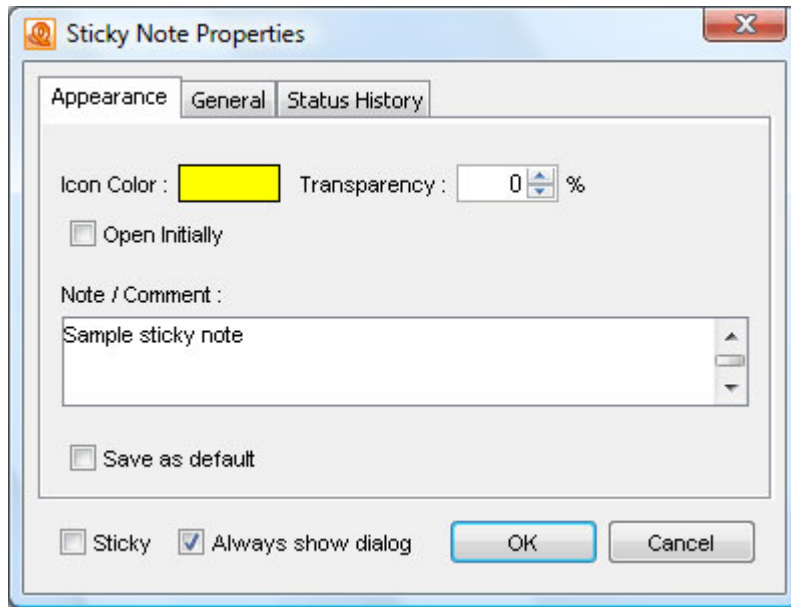 Sticky Note Properties
Appearance General Status History
Icon Color : Transparency : 0 %
Open Initially
Note / Comment :
Sample sticky note
Save as default
Sticky Always show dialog OK Cancel